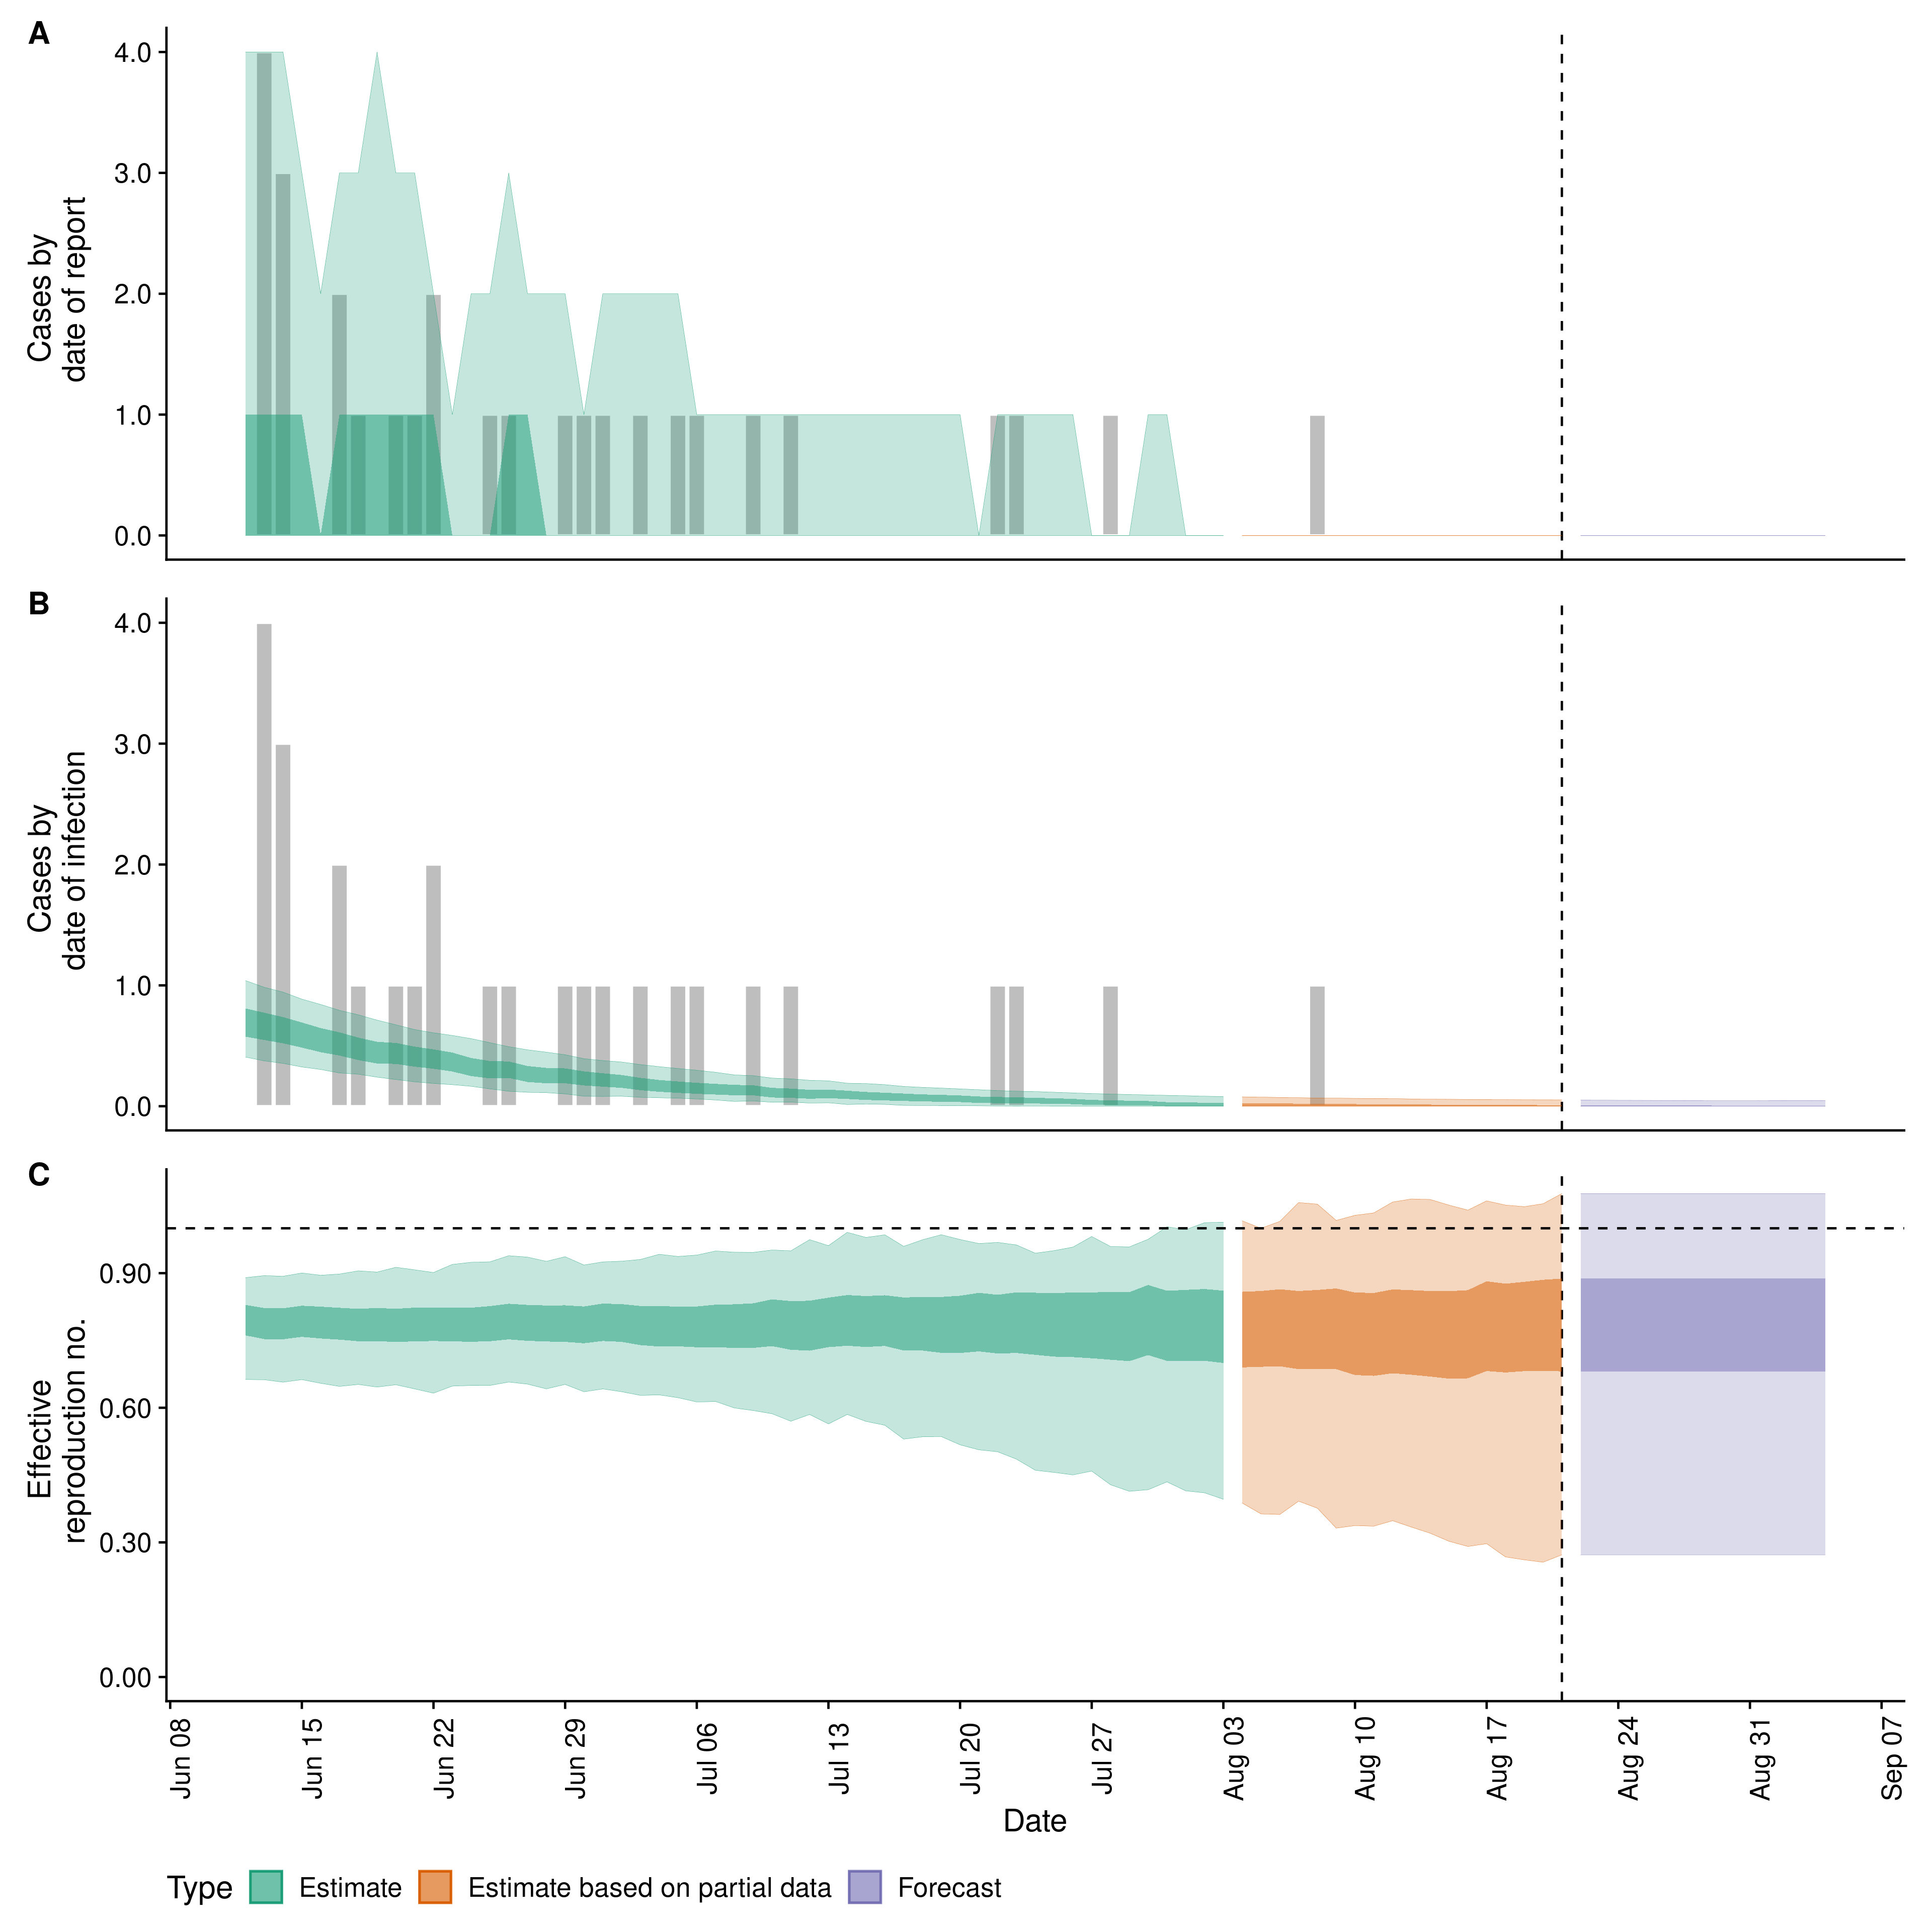 A
Cases by
date of report
4.0
3.0
2.0
1.0
0.0
B
Cases by
date of infection
4.0
3.0
2.0
1.0
0.0
C
Effective
reproduction no.
0.90
0.60
0.30
0.00
Jun 08
Jun 15
Jun 22
Jun 29
Jul 06
Jul 13
Jul 20
Jul 27
Aug 03
Aug 10
Aug 17
Aug 24
Aug 31
Sep 07
Date
Type Estimate Estimate based on partial data Forecast